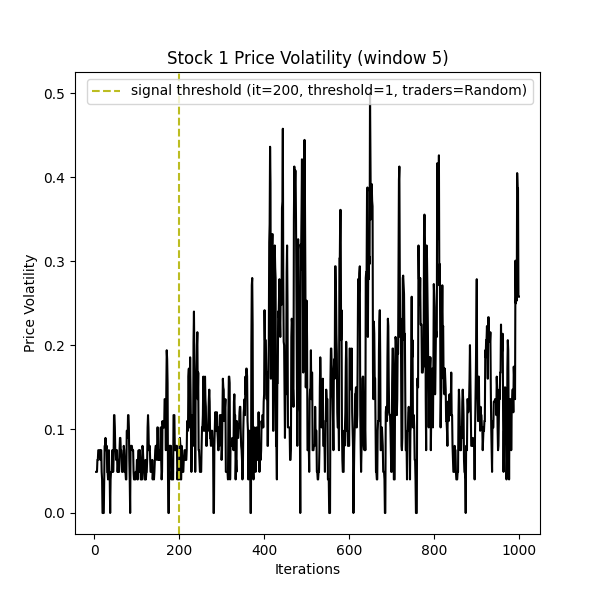 Stock 1 Price Volatility (window 5)
signal threshold (it=200, threshold=1, traders=Random)
0.5
0.4
0.3
0.2
0.1
0.0
Price Volatility
0 200 400 600 800 1000
Iterations